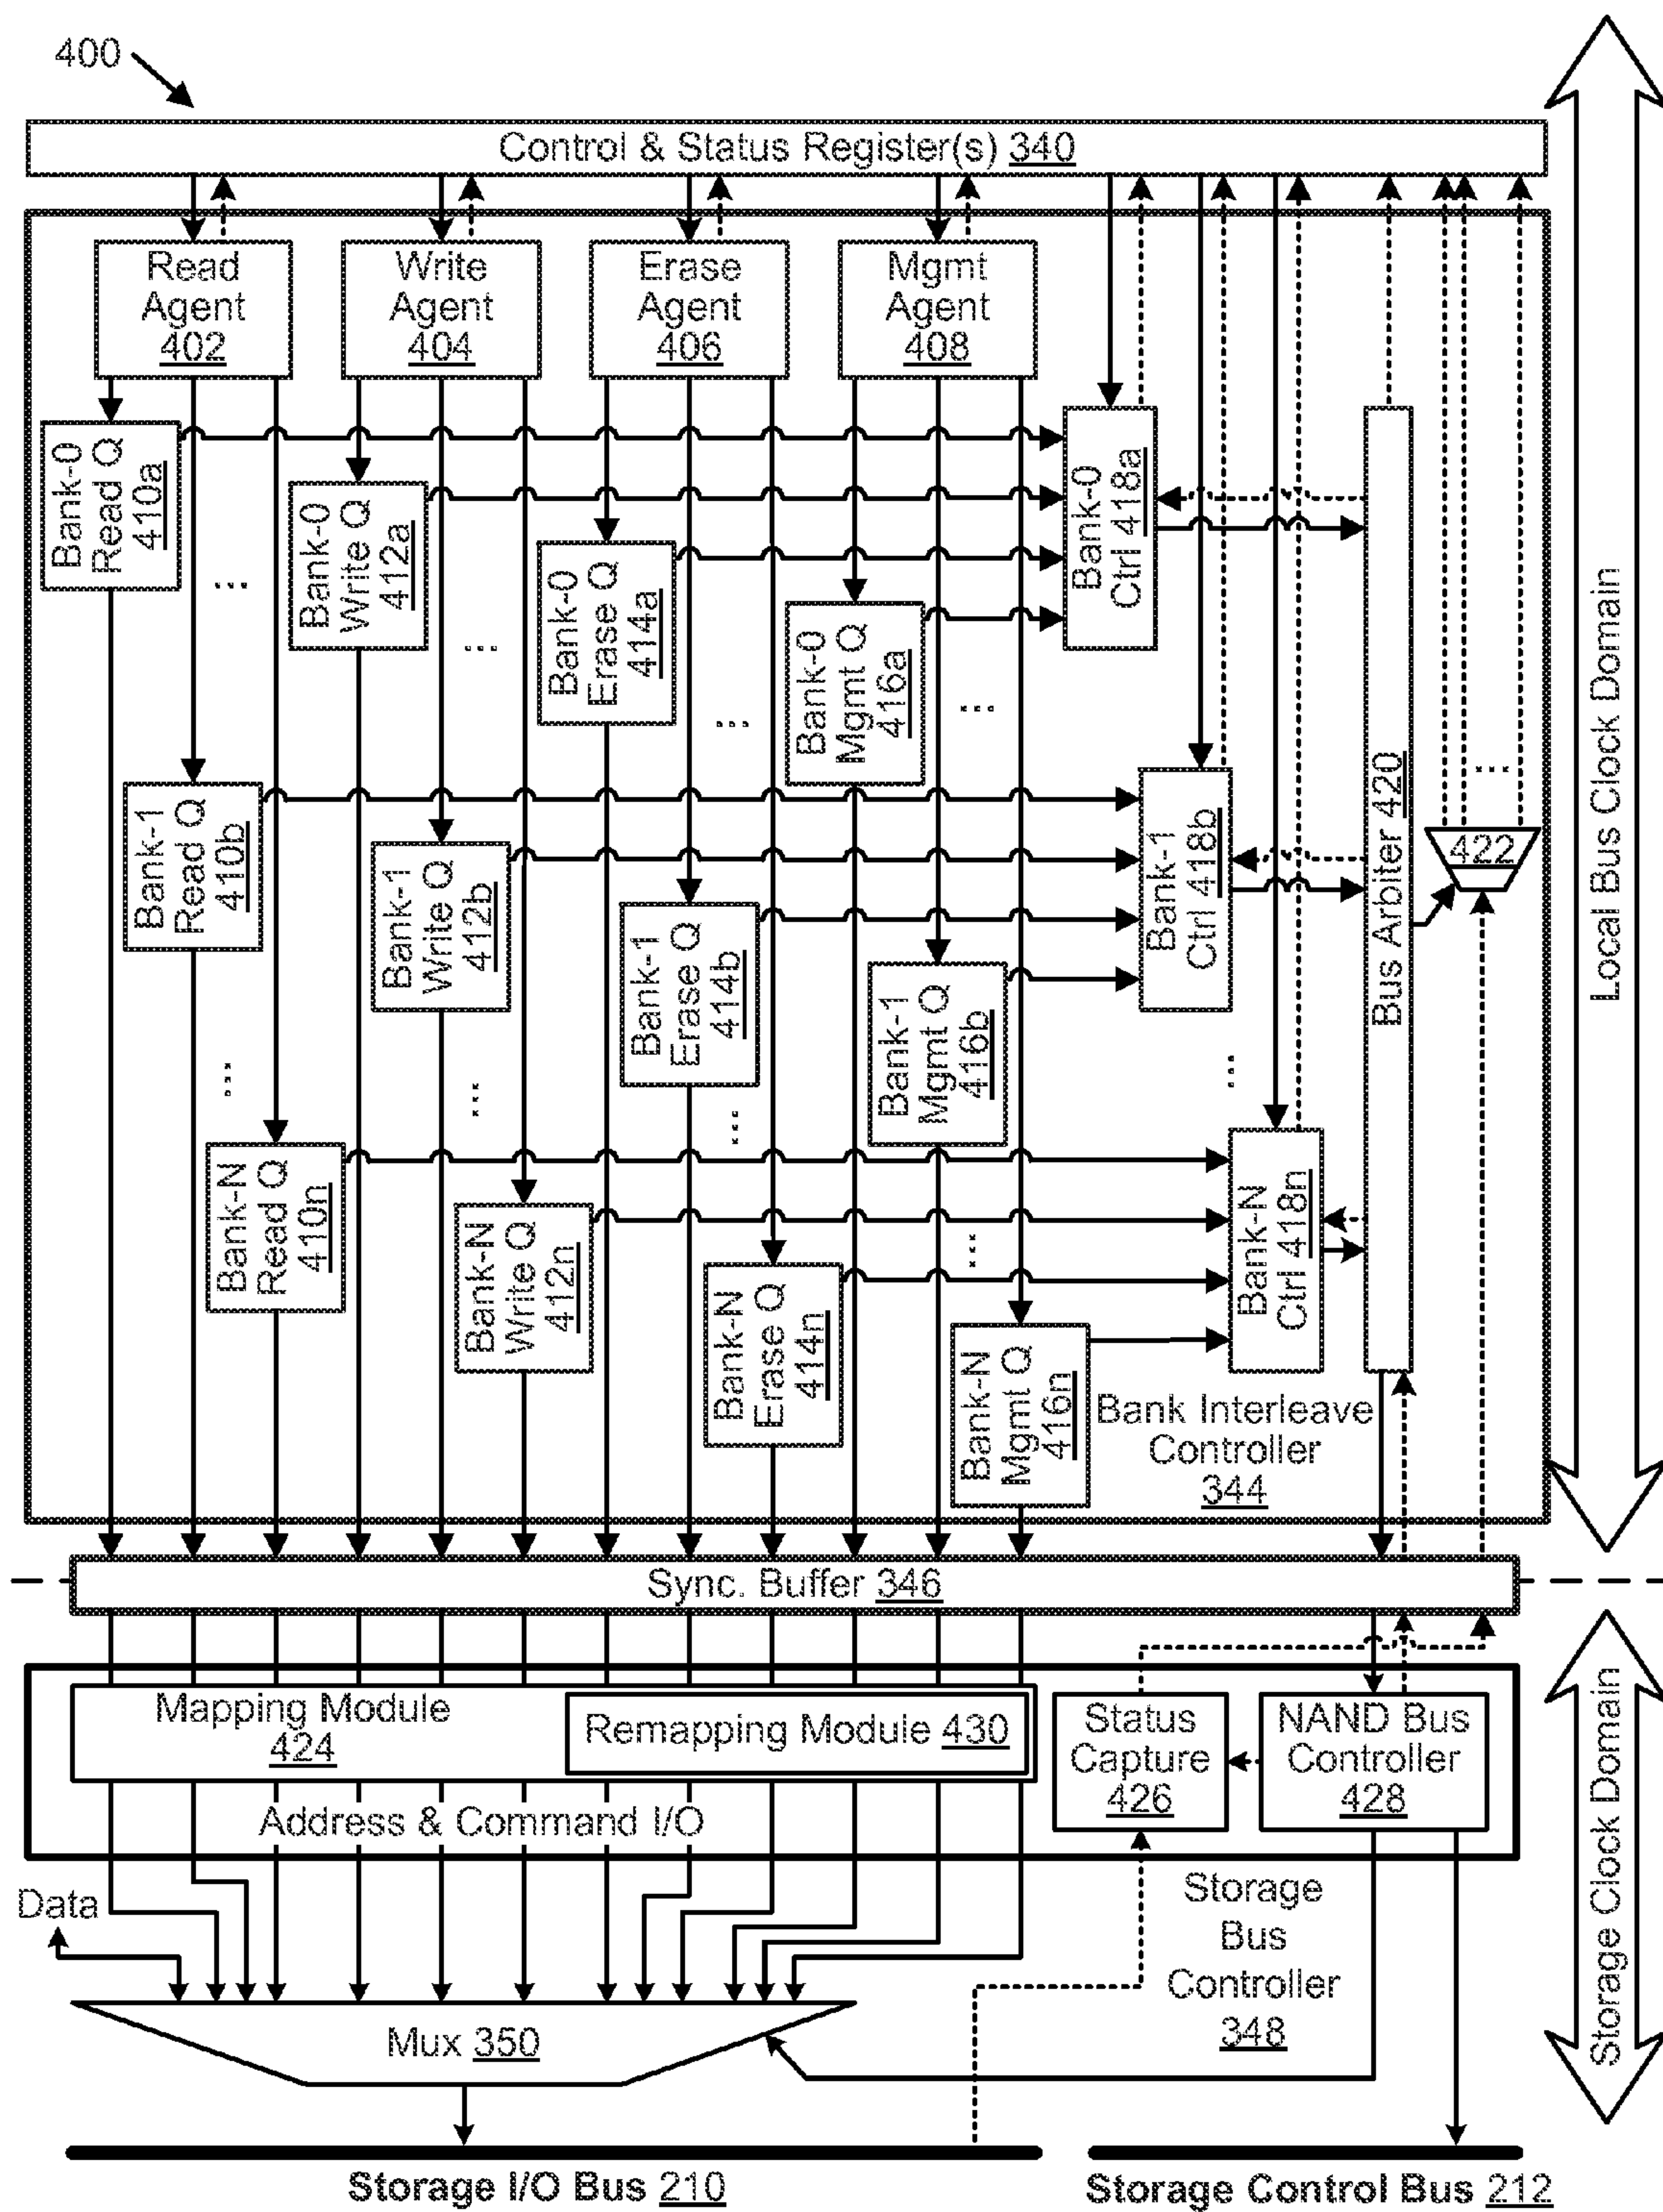 400
Control & Status Register(s) 340
Read
Agent
402
Write
Agent
404
Erase
Agent
406
Mgmt
Agent
408
Bank-0
Read Q
410a
Bank-0
Write Q
412a
Bank-0
Erase Q
414a
Bank-0
Mgmt Q
416a
Bank-0
Ctrl 418a
...
...
...
...
Bank-1
Read Q
410b
Bank-1
Write Q
412b
Bank-1
Erase Q
414b
Bank-1
Mgmt Q
416b
Bank-1
Ctrl 418b
Bus Arbiter 420
422
...
...
...
...
...
...
Bank-N
Read Q
410n
Bank-N
Write Q
412n
Bank-N
Erase Q
414n
Bank-N
Mgmt Q
416n
Bank-N
Ctrl 418n
Bank Interleave
Controller
344
Local Bus Clock Domain
Sync. Buffer 346
Mapping Module
424
Remapping Module 430
Status
Capture
426
NAND Bus
Controller
428
Address & Command I/O
Data
Storage
Bus
Controller
348
Storage Clock Domain
Mux 350
Storage I/O Bus 210
Storage Control Bus 212